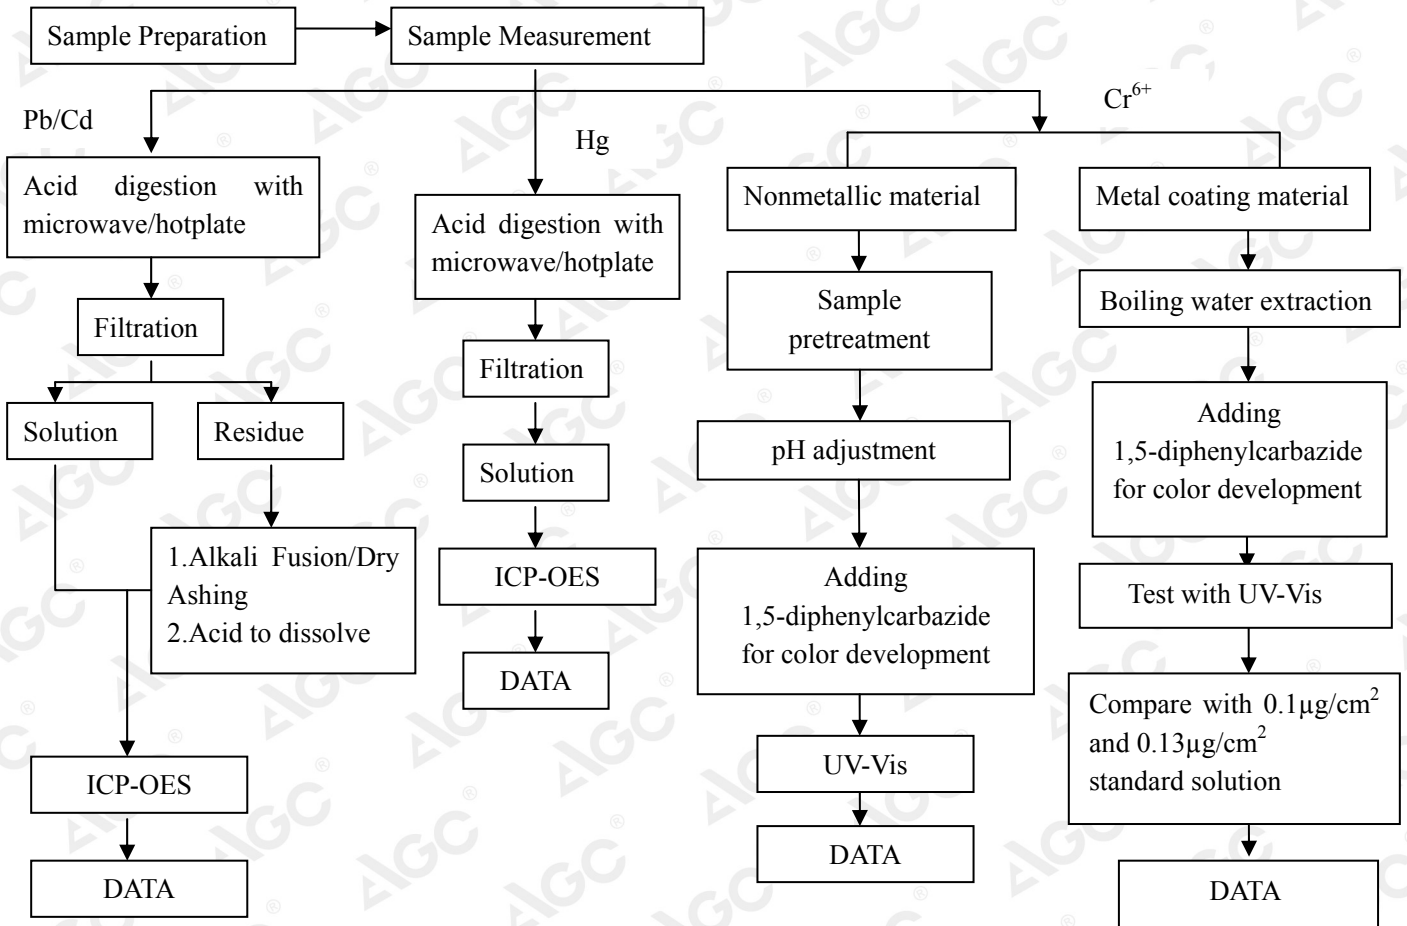 Sample Preparation
Sample Measurement
Pb/Cd
Hg
Cr⁶⁺
Acid digestion with
microwave/hotplate
Filtration
Solution
Residue
1.Alkali Fusion/Dry
Ashing
2.Acid to dissolve
ICP-OES
DATA
Acid digestion with
microwave/hotplate
Filtration
Solution
ICP-OES
DATA
Nonmetallic material
Sample
pretreatment
pH adjustment
Adding
1,5-diphenylcarbazide
for color development
UV-Vis
DATA
Metal coating material
Boiling water extraction
Adding
1,5-diphenylcarbazide
for color development
Test with UV-Vis
Compare with 0.1µg/cm²
and 0.13µg/cm²
standard solution
DATA
AGC®